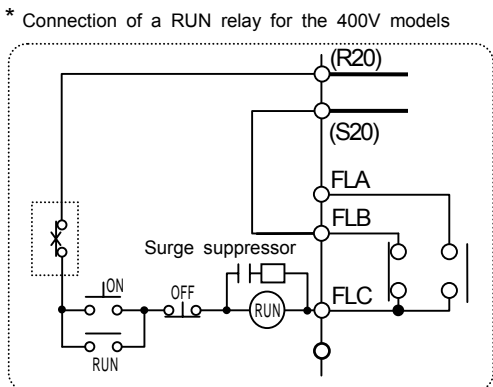 * Connection of a RUN relay for the 400V models
(R20)
(S20)
FLA
FLB
Surge suppressor
ON
OFF
RUN
FLC
RUN